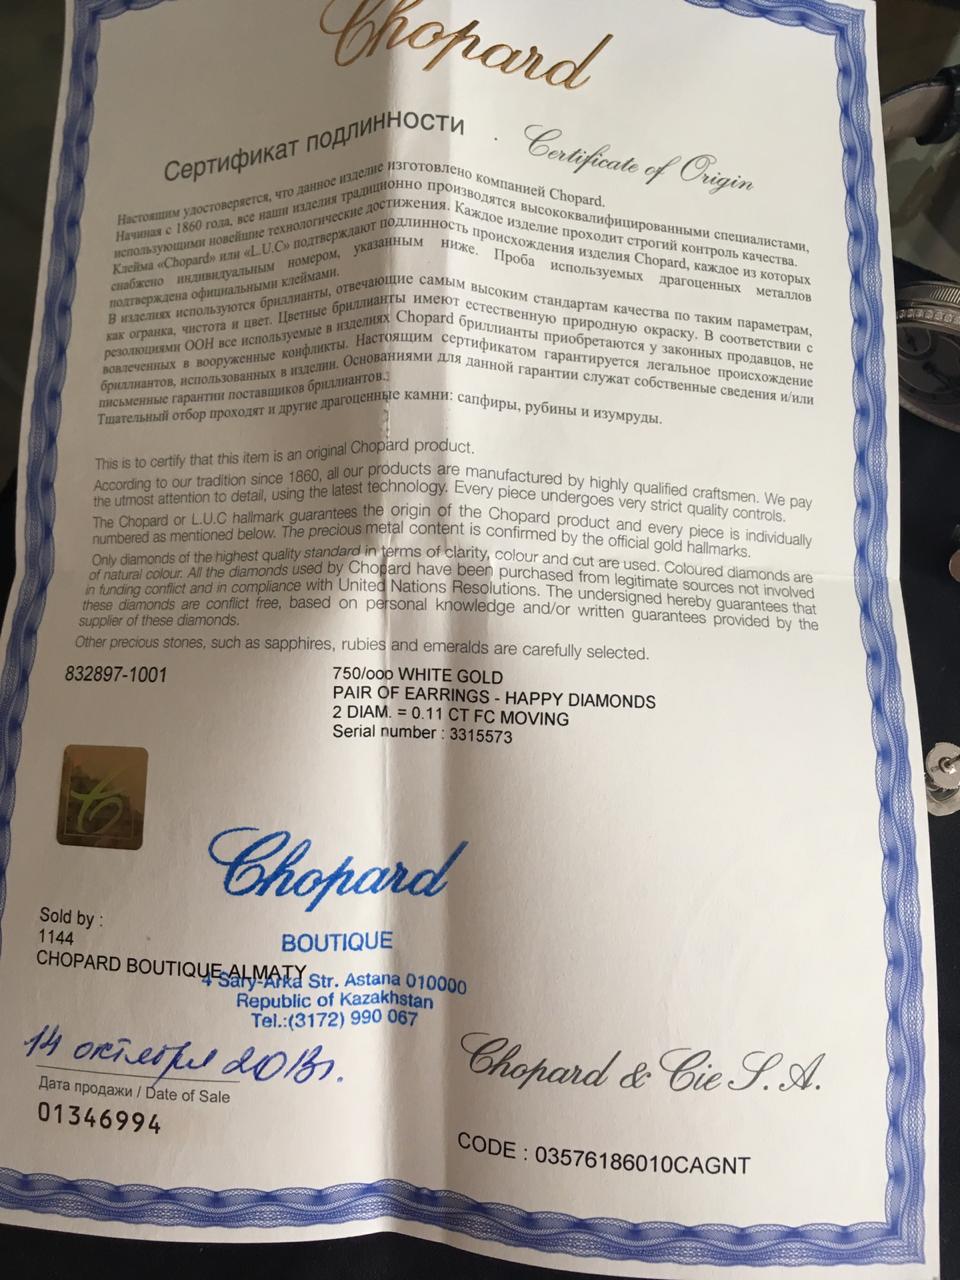 Chopard
Сертификат подлинности . Certificate of Origin
Настоящим удостоверяется, что данное изделие изготовлено компанией Chopard.
Начиная с 1860 года, все наши изделия традиционно производятся высококвалифицированными специалистами,
использующими новейшие технологические достижения. Каждое изделие проходит строгий контроль качества.
Клейма «Chopard» или «L.U.C» подтверждают подлинность происхождения изделия Chopard, каждое из которых
снабжено индивидуальным номером, указанным ниже. Проба используемых драгоценных металлов
подтверждена официальными клеймами.
В изделиях используются бриллианты, отвечающие самым высоким стандартам качества по таким параметрам,
как огранка, чистота и цвет. Цветные бриллианты имеют естественную природную окраску. В соответствии с
резолюциями ООН все используемые в изделиях Chopard бриллианты приобретаются у законных продавцов, не
вовлеченных в вооруженные конфликты. Настоящим сертификатом гарантируется легальное происхождение
бриллиантов, использованных в изделии. Основаниями для данной гарантии служат собственные сведения и/или
письменные гарантии поставщиков бриллиантов.
Тщательный отбор проходят и другие драгоценные камни: сапфиры, рубины и изумруды.
This is to certify that this item is an original Chopard product.
According to our tradition since 1860, all our products are manufactured by highly qualified craftsmen. We pay
the utmost attention to detail, using the latest technology. Every piece undergoes very strict quality controls.
The Chopard or L.U.C hallmark guarantees the origin of the Chopard product and every piece is individually
numbered as mentioned below. The precious metal content is confirmed by the official gold hallmarks.
Only diamonds of the highest quality standard in terms of clarity, colour and cut are used. Coloured diamonds are
of natural colour. All the diamonds used by Chopard have been purchased from legitimate sources not involved
in funding conflict and in compliance with United Nations Resolutions. The undersigned hereby guarantees that
these diamonds are conflict free, based on personal knowledge and/or written guarantees provided by the
supplier of these diamonds.
Other precious stones, such as sapphires, rubies and emeralds are carefully selected.
832897-1001
750/ooo WHITE GOLD
PAIR OF EARRINGS - HAPPY DIAMONDS
2 DIAM. = 0.11 CT FC MOVING
Serial number : 3315573
Chopard
BOUTIQUE
4 Sary-Arka Str. Astana 010000
Republic of Kazakhstan
Tel.:(3172) 990 067
Sold by :
1144
CHOPARD BOUTIQUE ALMATY
14 октября 2013г.
Дата продажи / Date of Sale
01346994
Chopard & Cie S.A.
CODE : 03576186010CAGNT